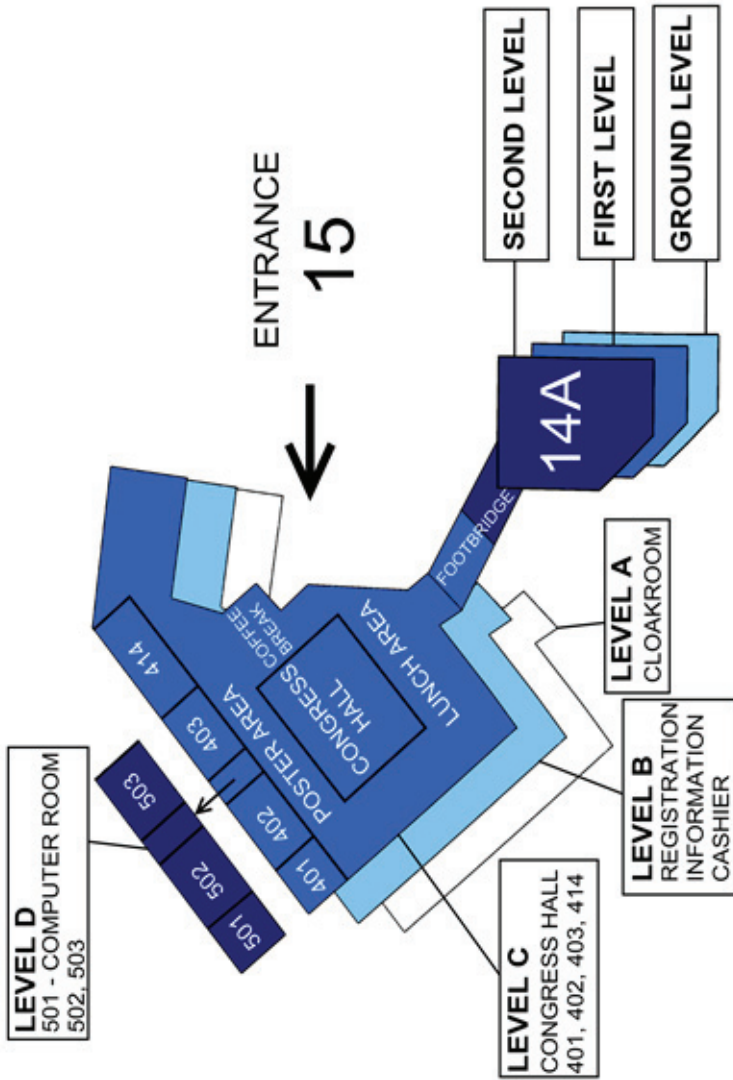 LEVEL D
501 - COMPUTER ROOM
502, 503
501
502
503
401
402
403
414
POSTER AREA
COFFEE
BREAK
CONGRESS
HALL
LUNCH AREA
FOOTBRIDGE
ENTRANCE
15
14A
SECOND LEVEL
FIRST LEVEL
GROUND LEVEL
LEVEL C
CONGRESS HALL
401, 402, 403, 414
LEVEL B
REGISTRATION
INFORMATION
CASHIER
LEVEL A
CLOAKROOM